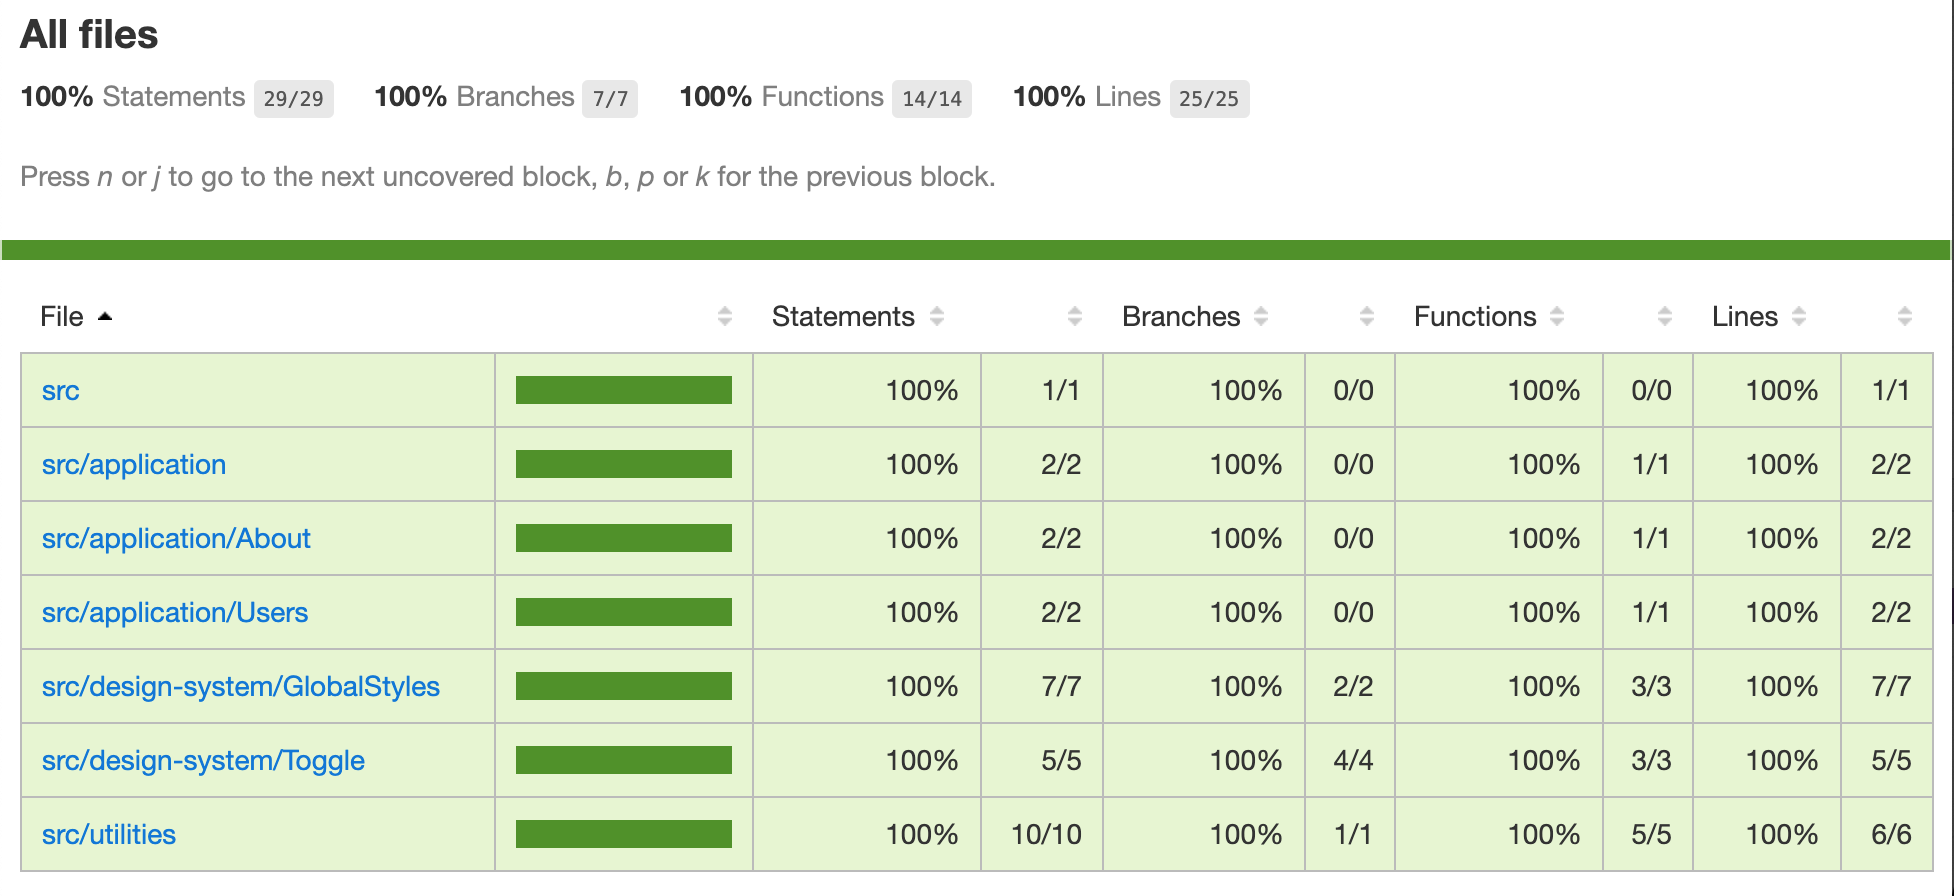 All files
100% Statements 29/29 100% Branches 7/7 100% Functions 14/14 100% Lines 25/25
Press n or j to go to the next uncovered block, b, p or k for the previous block.
File Statements Branches Functions Lines
src 100% 1/1 100% 0/0 100% 0/0 100% 1/1
src/application 100% 2/2 100% 0/0 100% 1/1 100% 2/2
src/application/About 100% 2/2 100% 0/0 100% 1/1 100% 2/2
src/application/Users 100% 2/2 100% 0/0 100% 1/1 100% 2/2
src/design-system/GlobalStyles 100% 7/7 100% 2/2 100% 3/3 100% 7/7
src/design-system/Toggle 100% 5/5 100% 4/4 100% 3/3 100% 5/5
src/utilities 100% 10/10 100% 1/1 100% 5/5 100% 6/6